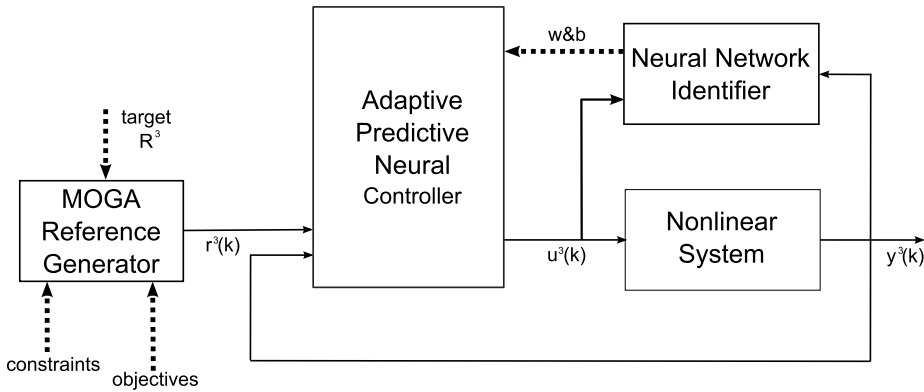 target
R³
MOGA
Reference
Generator
constraints
objectives
r³(k)
Adaptive
Predictive
Neural
Controller
w&b
Neural Network
Identifier
u³(k)
Nonlinear
System
y³(k)